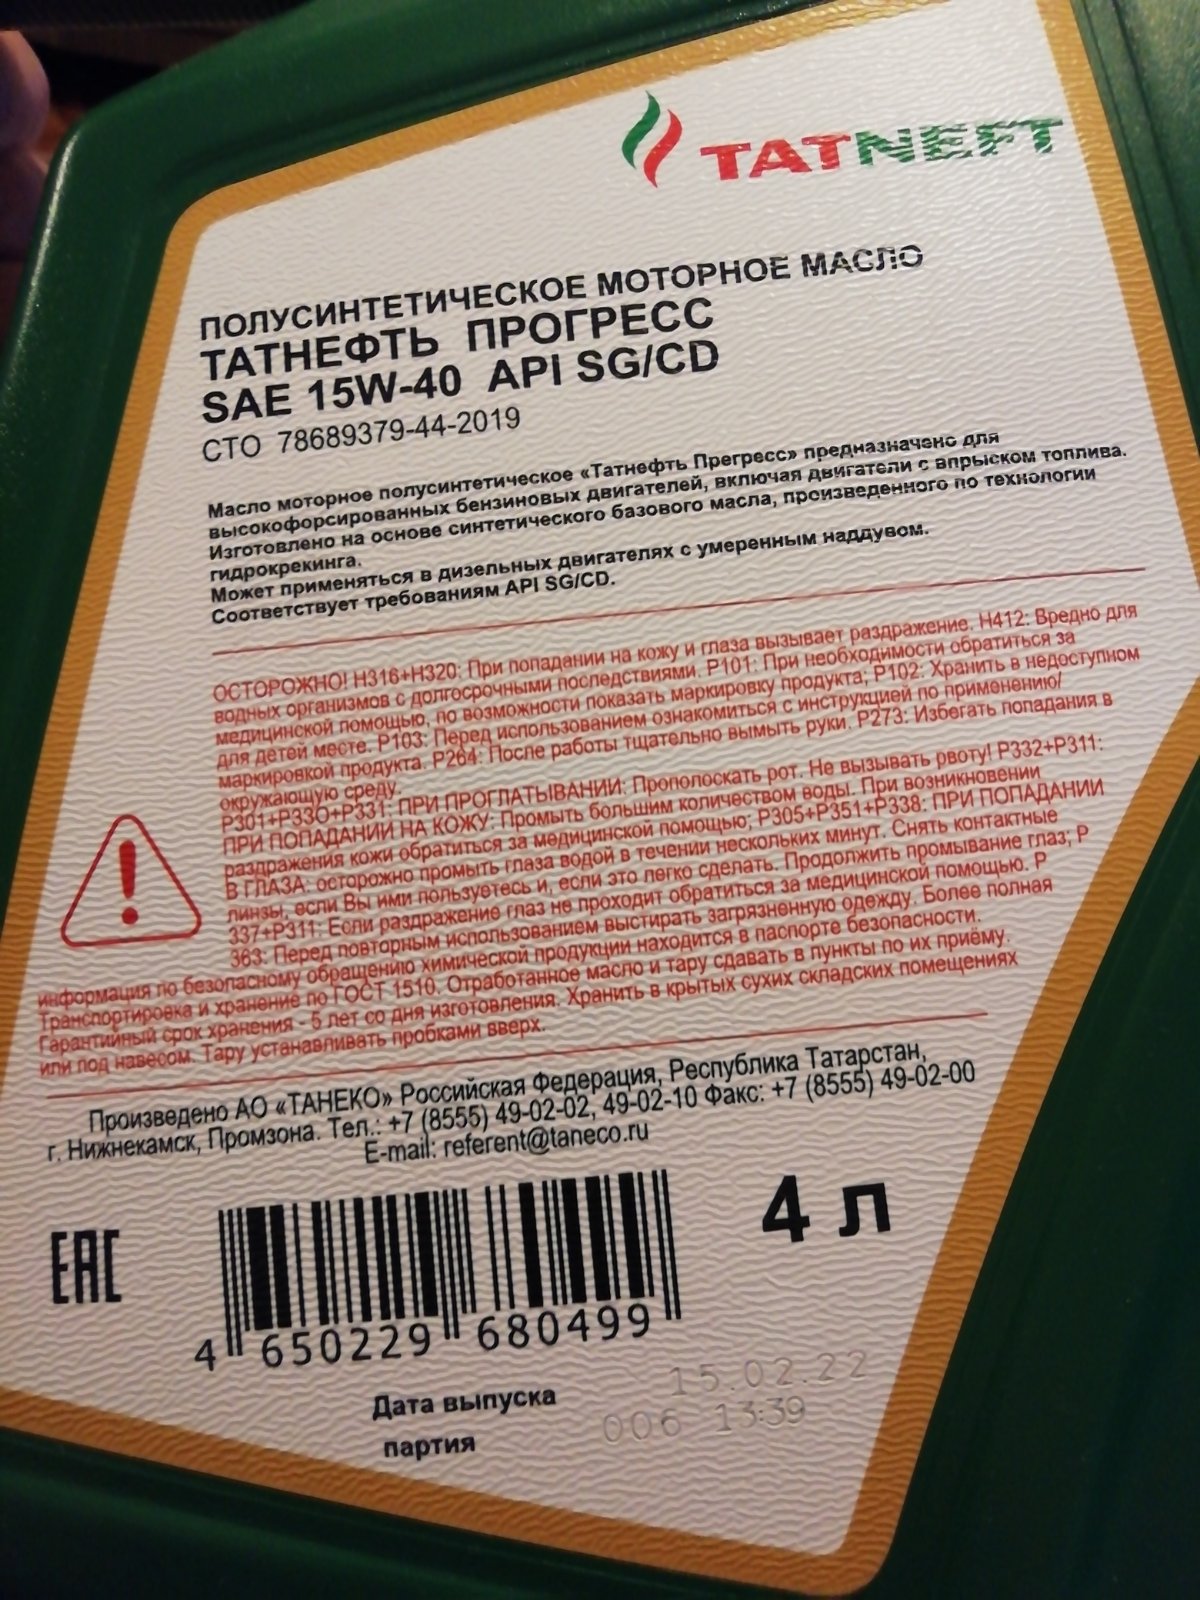 TATNEFT
ПОЛУСИНТЕТИЧЕСКОЕ МОТОРНОЕ МАСЛО
ТАТНЕФТЬ ПРОГРЕСС
SAE 15W-40 API SG/CD
СТО 78689379-44-2019
Масло моторное полусинтетическое «Татнефть Прегресс» предназначено для
высокофорсированных бензиновых двигателей, включая двигатели с впрыском топлива.
Изготовлено на основе синтетического базового масла, произведенного по технологии
гидрокрекинга.
Может применяться в дизельных двигателях с умеренным наддувом.
Соответствует требованиям API SG/CD.
ОСТОРОЖНО! H316+H320: При попадании на кожу и глаза вызывает раздражение. H412: Вредно для
водных организмов с долгосрочными последствиями. P101: При необходимости обратиться за
медицинской помощью, по возможности показать маркировку продукта; P102: Хранить в недоступном
для детей месте. P103: Перед использованием ознакомиться с инструкцией по применению/
маркировкой продукта. P264: После работы тщательно вымыть руки. P273: Избегать попадания в
окружающую среду.
P301+P33O+P331: ПРИ ПРОГЛАТЫВАНИИ: Прополоскать рот. Не вызывать рвоту! P332+P311:
ПРИ ПОПАДАНИИ НА КОЖУ: Промыть большим количеством воды. При возникновении
раздражения кожи обратиться за медицинской помощью; P305+P351+P338: ПРИ ПОПАДАНИИ
В ГЛАЗА: осторожно промыть глаза водой в течении нескольких минут. Снять контактные
линзы, если Вы ими пользуетесь и, если это легко сделать. Продолжить промывание глаз; P
337+P311: Если раздражение глаз не проходит обратиться за медицинской помощью. P
363: Перед повторным использованием выстирать загрязненную одежду. Более полная
информация по безопасному обращению химической продукции находится в паспорте безопасности.
Транспортировка и хранение по ГОСТ 1510. Отработанное масло и тару сдавать в пункты по их приёму.
Гарантийный срок хранения - 5 лет со дня изготовления. Хранить в крытых сухих складских помещениях
или под навесом. Тару устанавливать пробками вверх.
Произведено АО «ТАНЕКО» Российская Федерация, Республика Татарстан,
г. Нижнекамск, Промзона. Тел.: +7 (8555) 49-02-02, 49-02-10 Факс: +7 (8555) 49-02-00
E-mail: referent@taneco.ru
4 л
EAC
4 650229 680499
Дата выпуска 15.02.22
партия 006 13:39